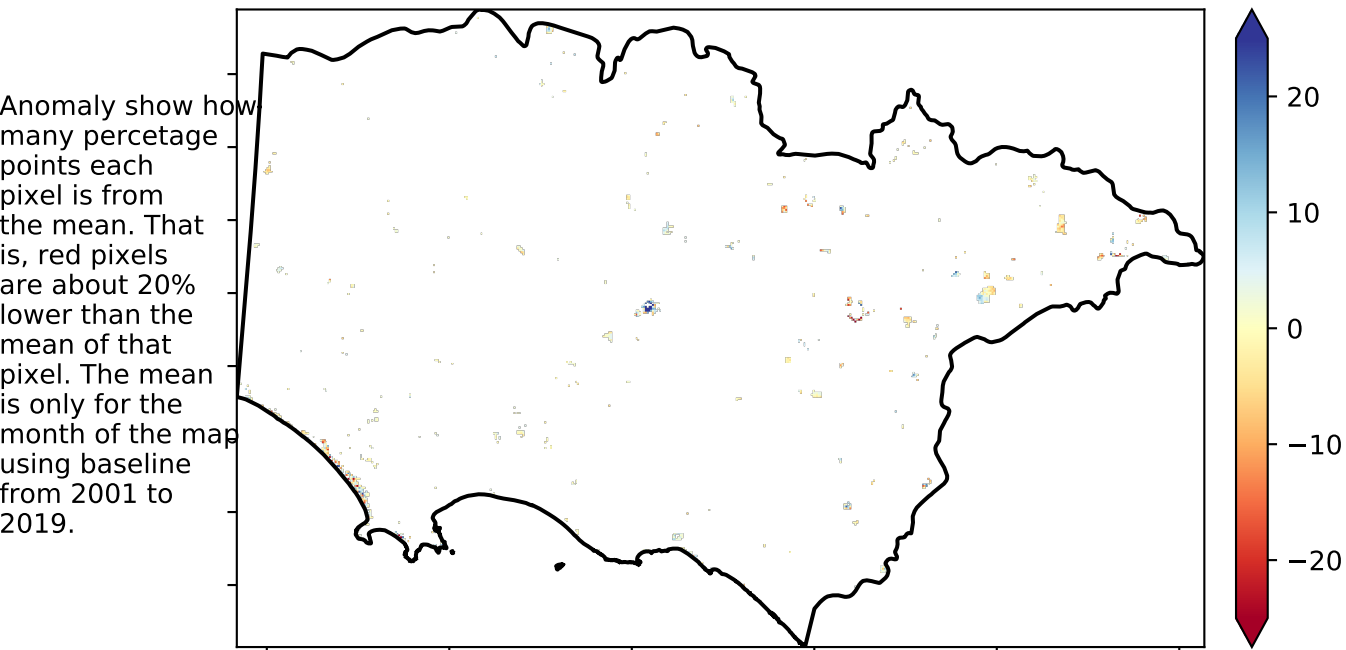 Anomaly show how
many percetage
points each
pixel is from
the mean. That
is, red pixels
are about 20%
lower than the
mean of that
pixel. The mean
is only for the
month of the map
using baseline
from 2001 to
2019.
20
10
0
−10
−20